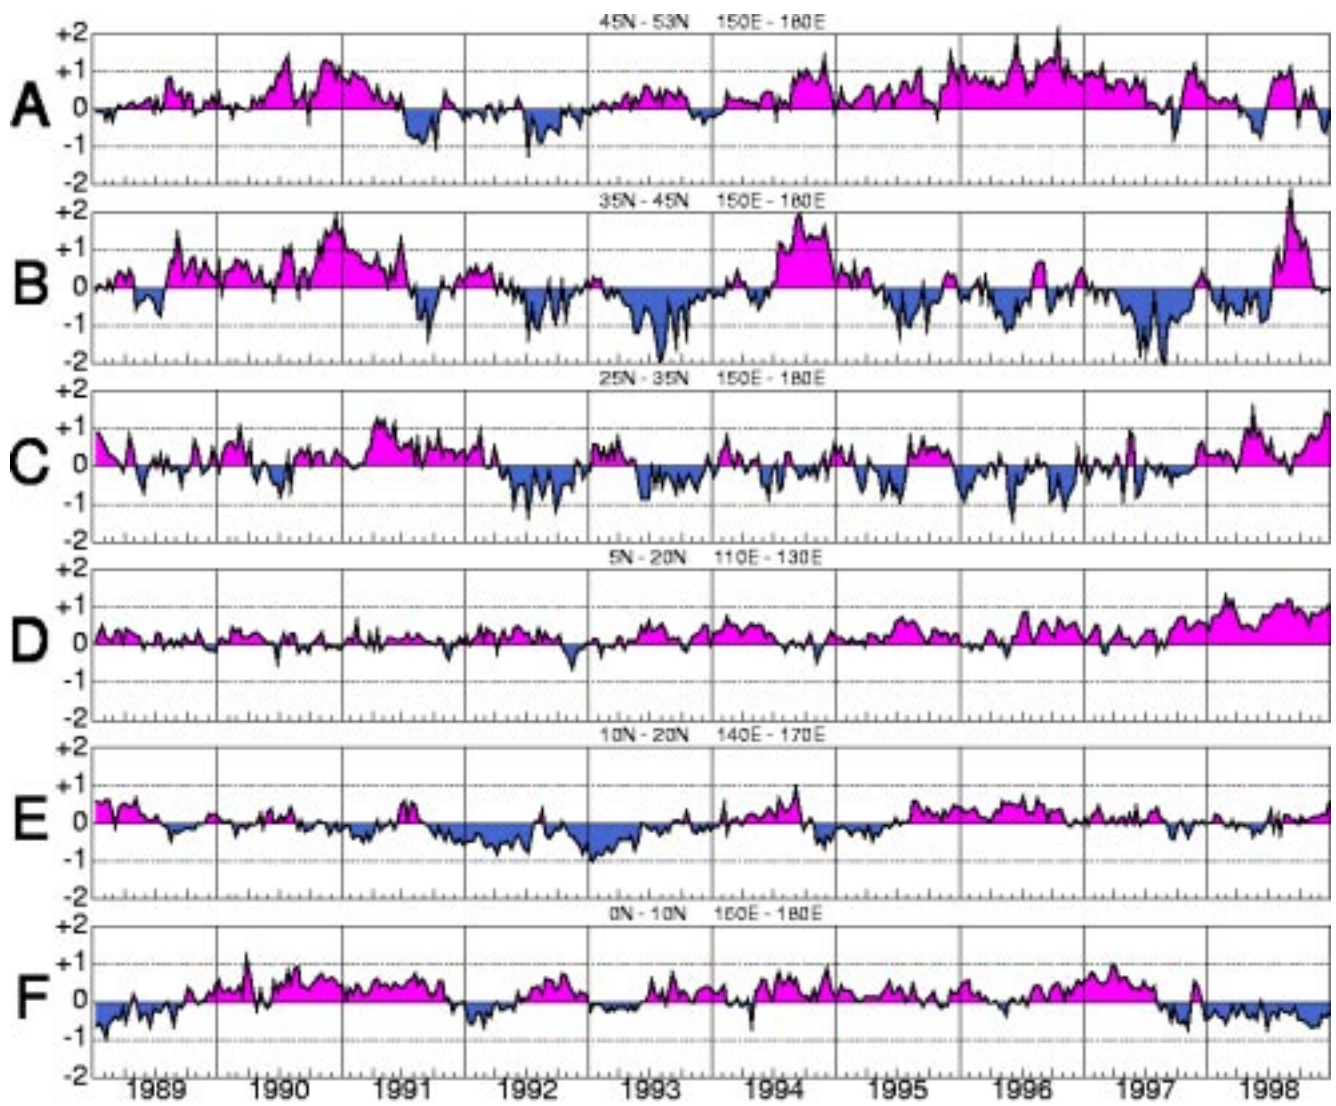 45N - 53N 150E - 180E
+2
+1
A
0
-1
-2
35N - 45N 150E - 180E
+2
+1
B
0
-1
-2
25N - 35N 150E - 180E
+2
+1
C
0
-1
-2
5N - 20N 110E - 130E
+2
+1
D
0
-1
-2
10N - 20N 140E - 170E
+2
+1
E
0
-1
-2
0N - 10N 160E - 180E
+2
+1
F
0
-1
-2
1989 1990 1991 1992 1993 1994 1995 1996 1997 1998